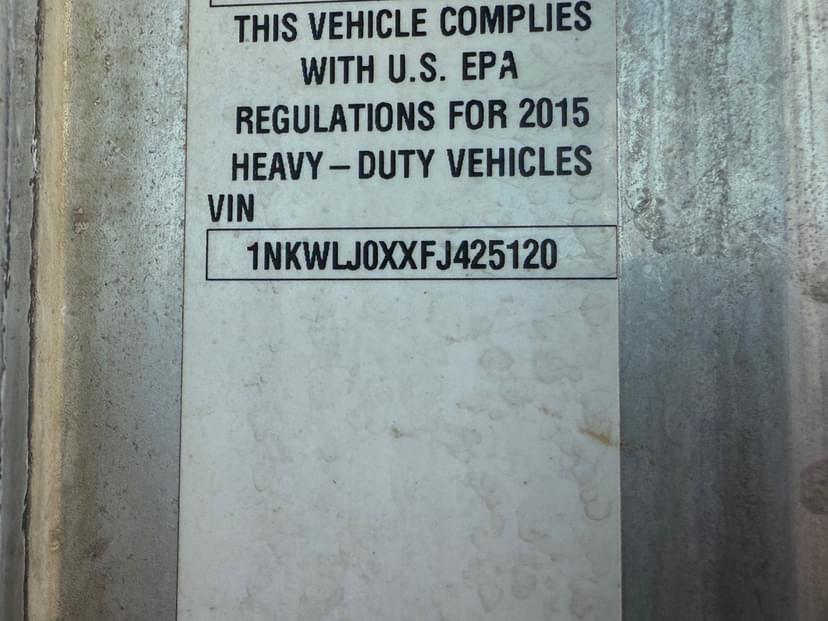 THIS VEHICLE COMPLIES
WITH U.S. EPA
REGULATIONS FOR 2015
HEAVY-DUTY VEHICLES
VIN
1NKWLJ0XXFJ425120